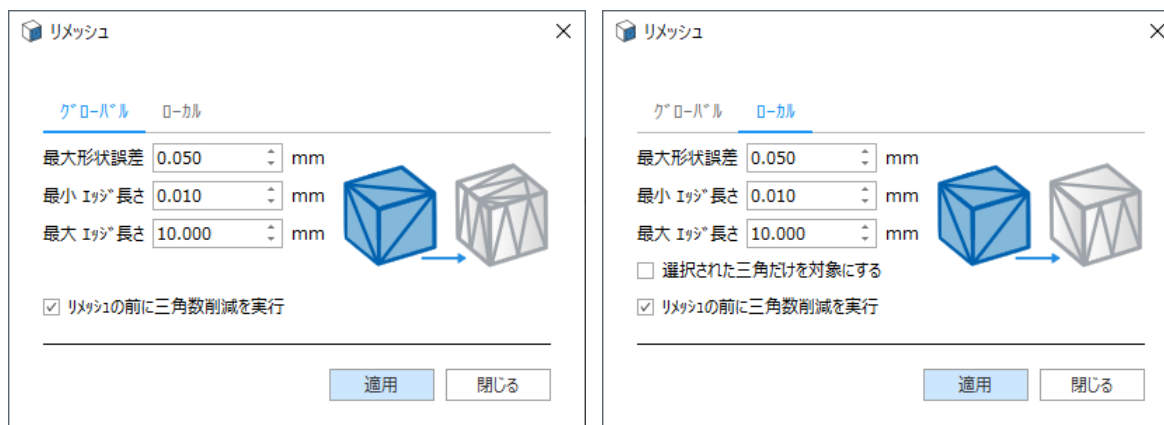 リメッシュ
ｸﾞﾛｰﾊﾞﾙ ﾛｰｶﾙ
最大形状誤差 0.050 mm
最小 ｴｯｼﾞ長さ 0.010 mm
最大 ｴｯｼﾞ長さ 10.000 mm
ﾘﾒｯｼｭの前に三角数削減を実行
適用 閉じる
リメッシュ
ｸﾞﾛｰﾊﾞﾙ ﾛｰｶﾙ
最大形状誤差 0.050 mm
最小 ｴｯｼﾞ長さ 0.010 mm
最大 ｴｯｼﾞ長さ 10.000 mm
選択された三角だけを対象にする
ﾘﾒｯｼｭの前に三角数削減を実行
適用 閉じる